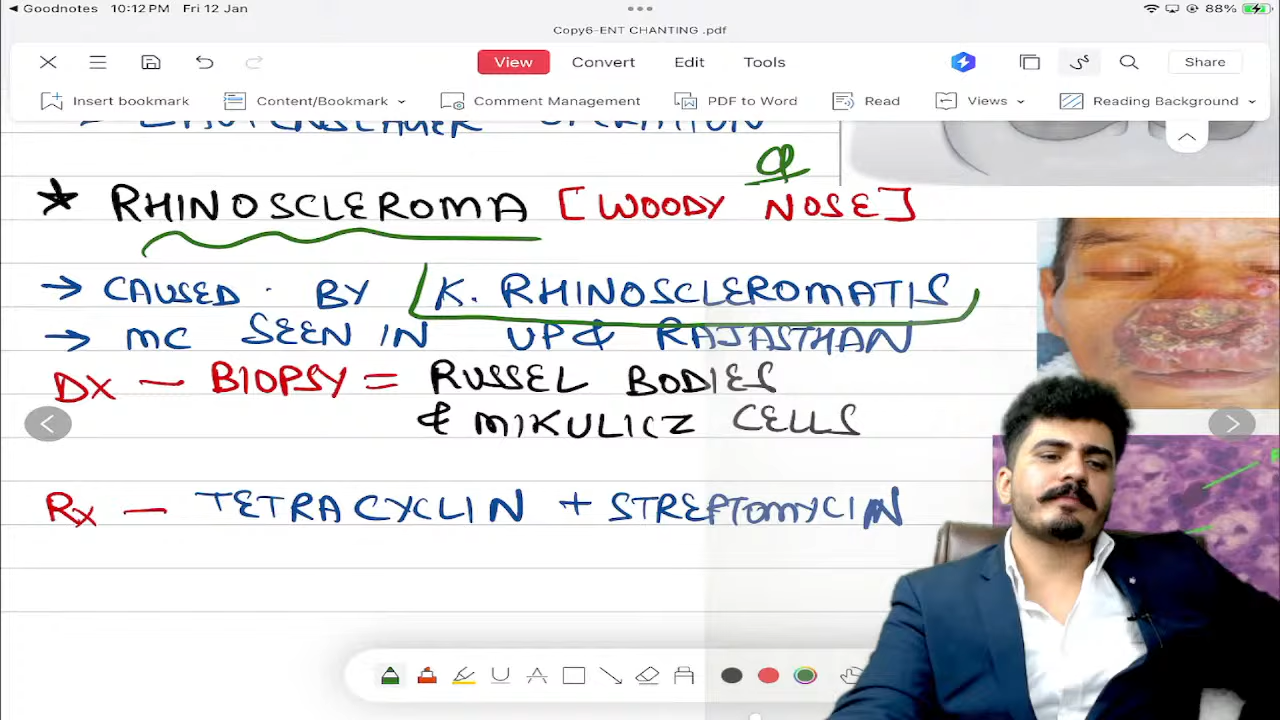 Goodnotes 10:12 PM Fri 12 Jan 88%
Copy6-ENT CHANTING .pdf
View Convert Edit Tools Share
Insert bookmark Content/Bookmark Comment Management PDF to Word Read Views Reading Background
OPERATION
★ RHINOSCLEROMA [WOODY NOSE]
→ CAUSED BY K. RHINOSCLEROMATIS
→ MC SEEN IN UP & RAJASTHAN
DX — BIOPSY = RUSSEL BODIES
& MIKULICZ CELLS
Rx — TETRACYCLIN + STREPTOMYCIN